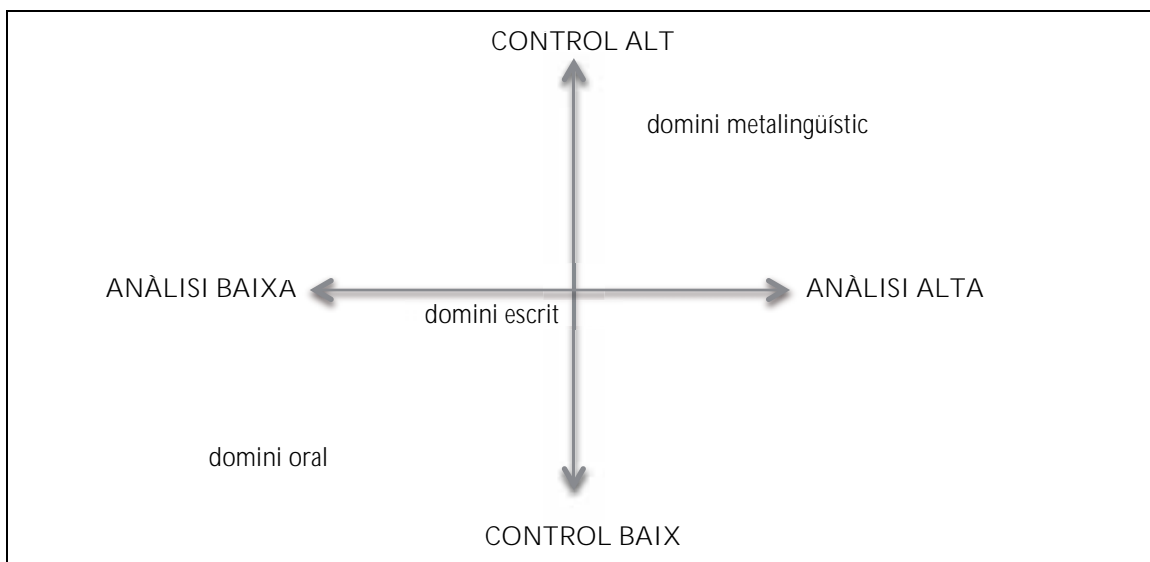 CONTROL ALT
domini metalingüístic
ANÀLISI BAIXA
ANÀLISI ALTA
domini escrit
domini oral
CONTROL BAIX